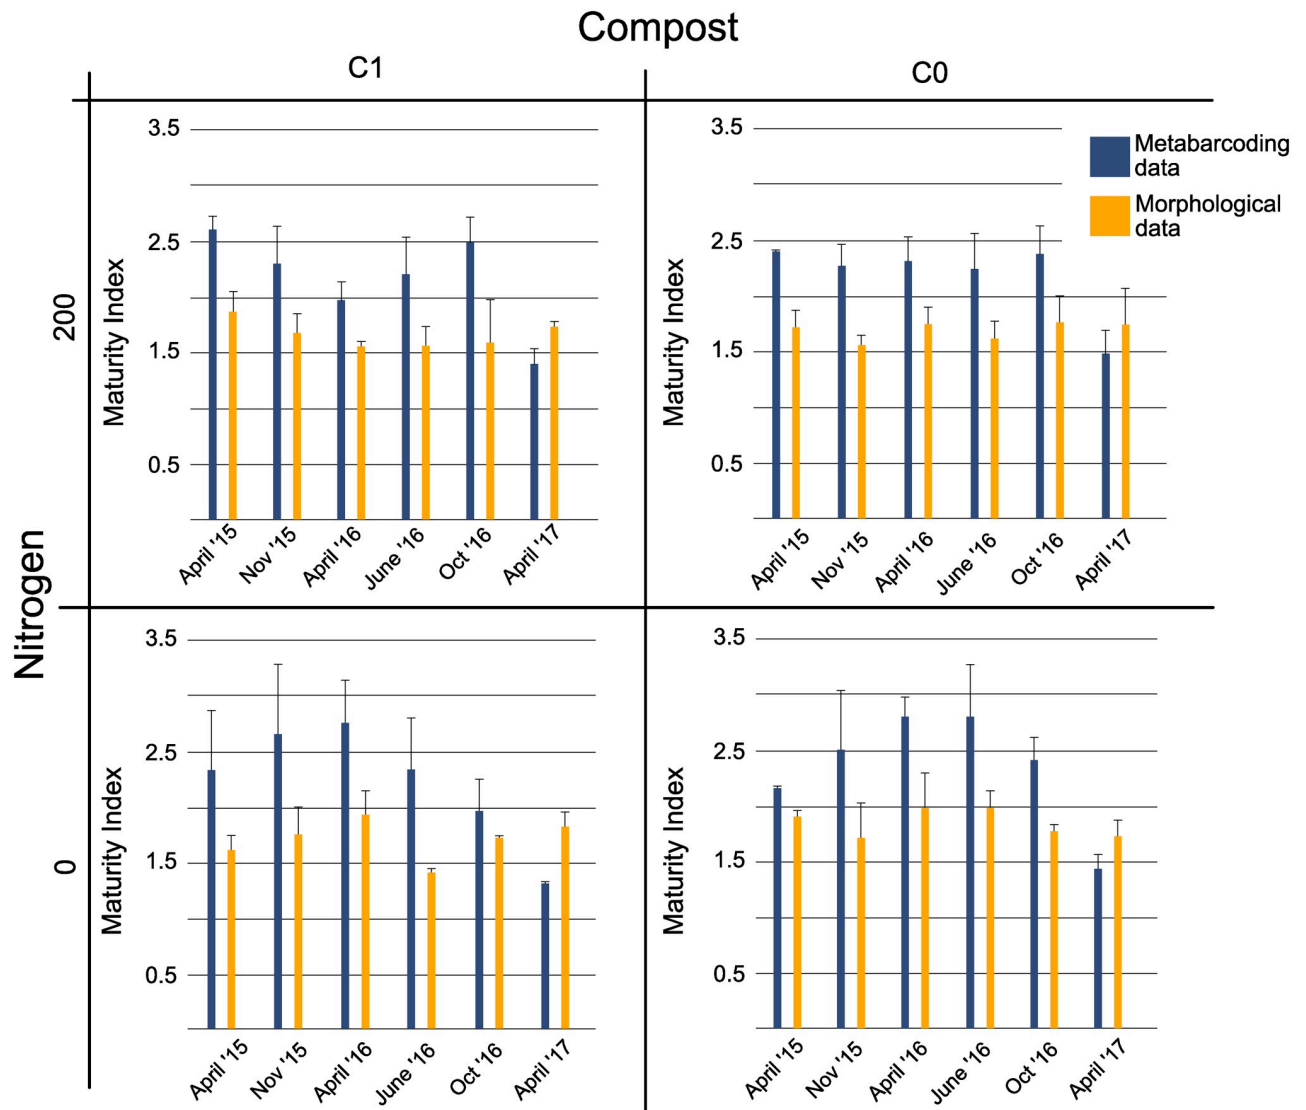 Compost
C1
C0
Nitrogen
200
Maturity Index
3.5
2.5
1.5
0.5
April '15
Nov '15
April '16
June '16
Oct '16
April '17
Maturity Index
3.5
2.5
1.5
0.5
April '15
Nov '15
April '16
June '16
Oct '16
April '17
Metabarcoding
data
Morphological
data
0
Maturity Index
3.5
2.5
1.5
0.5
April '15
Nov '15
April '16
June '16
Oct '16
April '17
Maturity Index
3.5
2.5
1.5
0.5
April '15
Nov '15
April '16
June '16
Oct '16
April '17